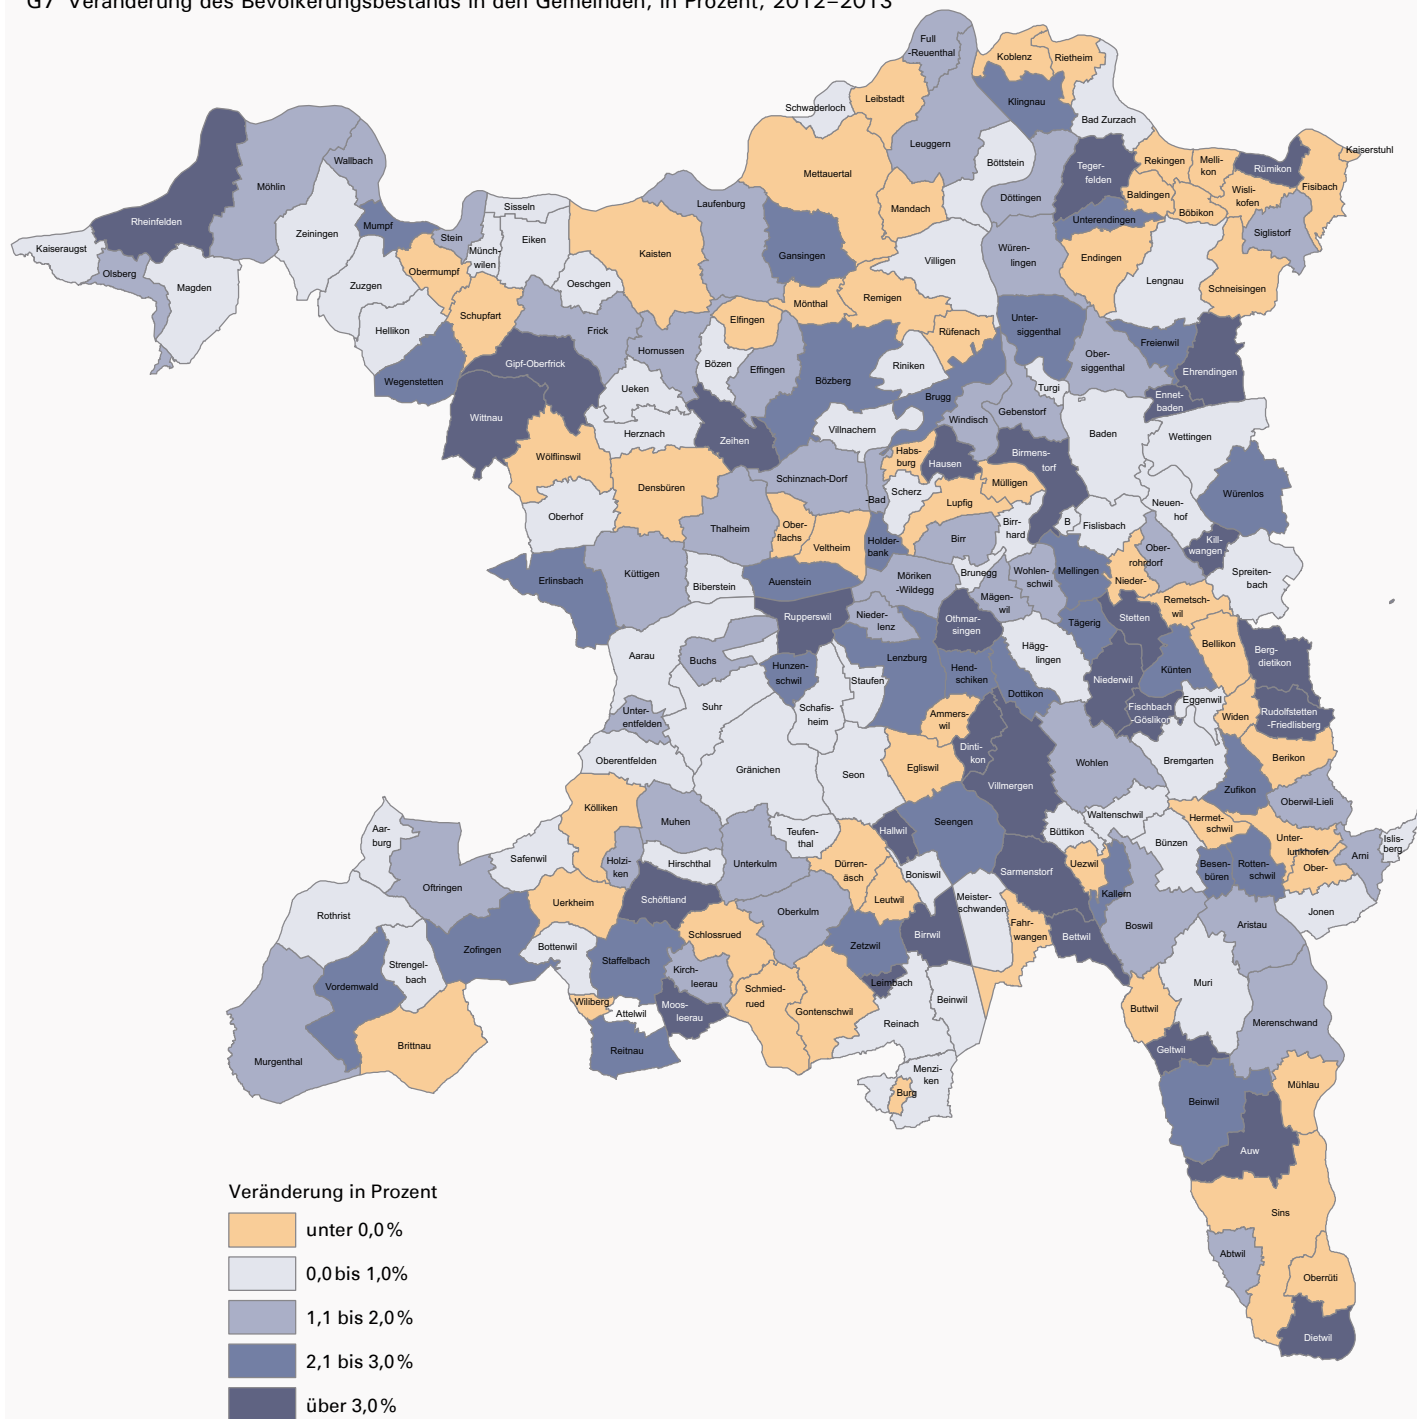 G7 Veränderung des Bevölkerungsbestands in den Gemeinden, in Prozent, 2012–2013
Full
-Reuenthal
Koblenz
Rietheim
Leibstadt
Klingnau
Schwaderloch
Bad Zurzach
Leuggern
Böttstein
Kaiserstuhl
Wallbach
Teger-
felden
Rekingen
Melli-
kon
Rümikon
Mettauertal
Möhlin
Fisibach
Wisli-
kofen
Baldingen
Döttingen
Laufenburg
Mandach
Böbikon
Sisseln
Rheinfelden
Unterendingen
Mumpf
Zeiningen
Siglistorf
Stein
Eiken
Kaiseraugst
Münch-
wilen
Würen-
lingen
Kaisten
Gansingen
Endingen
Villigen
Olsberg
Obermumpf
Lengnau
Oeschgen
Magden
Zuzgen
Schneisingen
Remigen
Mönthal
Schupfart
Elfingen
Hellikon
Frick
Rüfenach
Unter-
siggenthal
Freienwil
Hornussen
Ober-
siggenthal
Gipf-Oberfrick
Bözen
Effingen
Riniken
Ehrendingen
Wegenstetten
Bözberg
Turgi
Ueken
Ennet-
baden
Brugg
Wittnau
Gebenstorf
Windisch
Villnachern
Herznach
Baden
Wettingen
Zeihen
Habs-
burg
Hausen
Birmens-
torf
Wölflinswil
Schinznach-Dorf
Densbüren
Mülligen
Scherz
Würenlos
-Bad
Lupfig
Neuen-
hof
Oberhof
Thalheim
Ober-
flachs
Birr-
hard
B
Fislisbach
Veltheim
Holder-
bank
Birr
Kill-
wangen
Ober-
rohrdorf
Küttigen
Erlinsbach
Auenstein
Biberstein
Möriken
-Wildegg
Brunegg
Wohlen-
schwil
Mellingen
Nieder-
Spreiten-
bach
Mägen-
wil
Remetsch-
wil
Rupperswil
Nieder-
lenz
Othmar-
singen
Tägerig
Stetten
Bellikon
Aarau
Buchs
Hunzen-
schwil
Lenzburg
Hägg-
lingen
Berg-
dietikon
Hend-
schiken
Künten
Staufen
Niederwil
Dottikon
Eggenwil
Suhr
Schafis-
heim
Fischbach
-Göslikon
Unter-
entfelden
Ammers-
wil
Widen
Rudolfstetten
-Friedlisberg
Dinti-
kon
Oberentfelden
Gränichen
Seon
Egliswil
Wohlen
Bremgarten
Berikon
Villmergen
Zufikon
Kölliken
Oberwil-Lieli
Muhen
Seengen
Waltenschwil
Hermet-
schwil
Aar-
burg
Teufen-
thal
Hallwil
Büttikon
Bünzen
Unter-
lunkhofen
Islis-
berg
Safenwil
Holzi-
ken
Hirschthal
Unterkulm
Dürren-
äsch
Boniswil
Sarmenstorf
Uezwil
Besen-
büren
Rotten-
schwil
Ober-
Arni
Oftringen
Schöftland
Leutwil
Meister-
schwanden
Kallern
Uerkheim
Oberkulm
Rothrist
Fahr-
wangen
Jonen
Schlossrued
Birrwil
Bettwil
Boswil
Aristau
Zofingen
Bottenwil
Zetzwil
Staffelbach
Strengel-
bach
Kirch-
leerau
Vordemwald
Leimbach
Schmied-
rued
Muri
Wiliberg
Moos-
leerau
Beinwil
Attelwil
Gontenschwil
Buttwil
Merenschwand
Reinach
Brittnau
Reitnau
Geltwil
Murgenthal
Menzi-
ken
Mühlau
Burg
Beinwil
Auw
Sins
Abtwil
Oberrüti
Dietwil
Veränderung in Prozent
unter 0,0%
0,0 bis 1,0%
1,1 bis 2,0%
2,1 bis 3,0%
über 3,0%